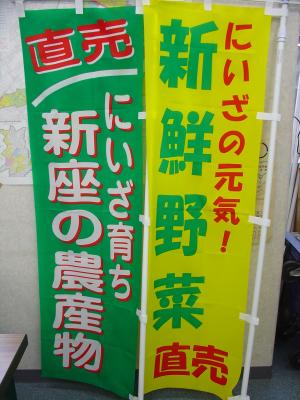 直売
にいざ育ち
新座の農産物
にいざの元気！
新鮮野菜
直売